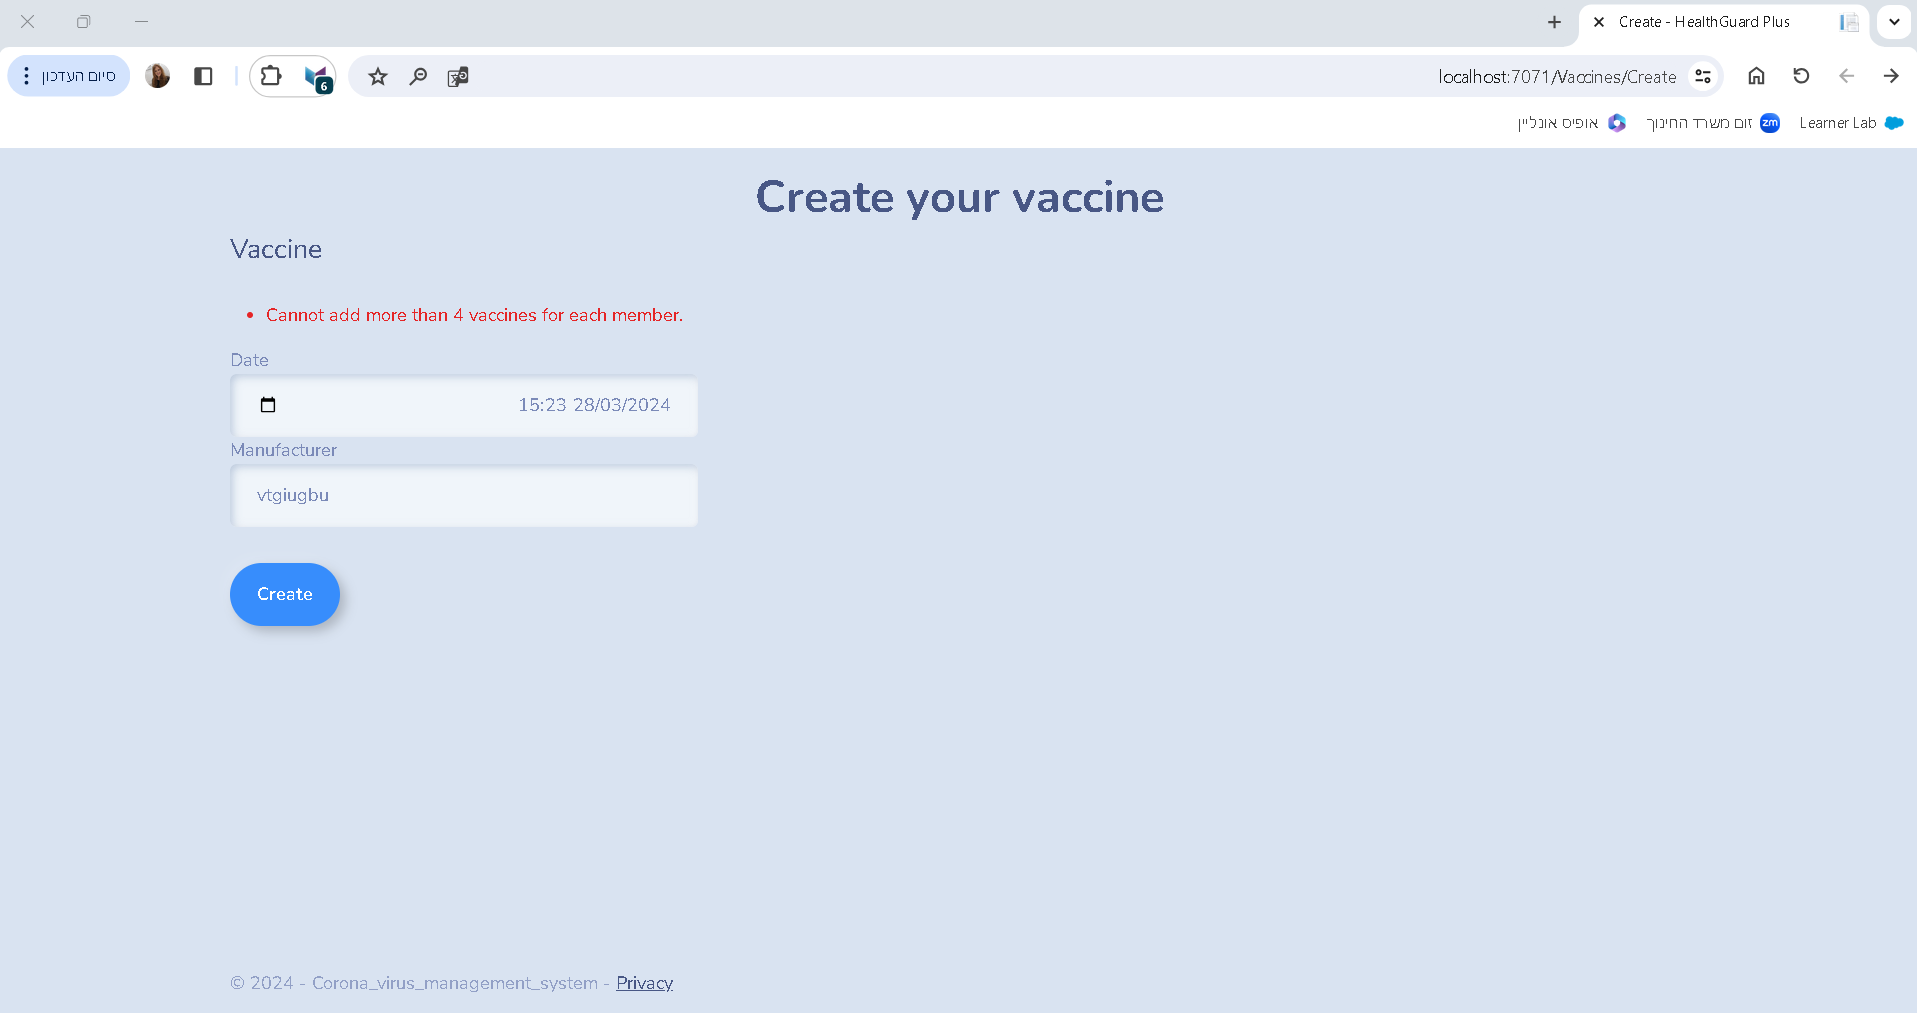 Create - HealthGuard Plus
סיום העדכון
6
localhost:7071/Vaccines/Create
Learner Lab
zm
זום משרד החינוך
אופיס אונליין
Create your vaccine
Vaccine
Cannot add more than 4 vaccines for each member.
Date
15:23 28/03/2024
Manufacturer
vtgiugbu
Create
© 2024 - Corona_virus_management_system - Privacy